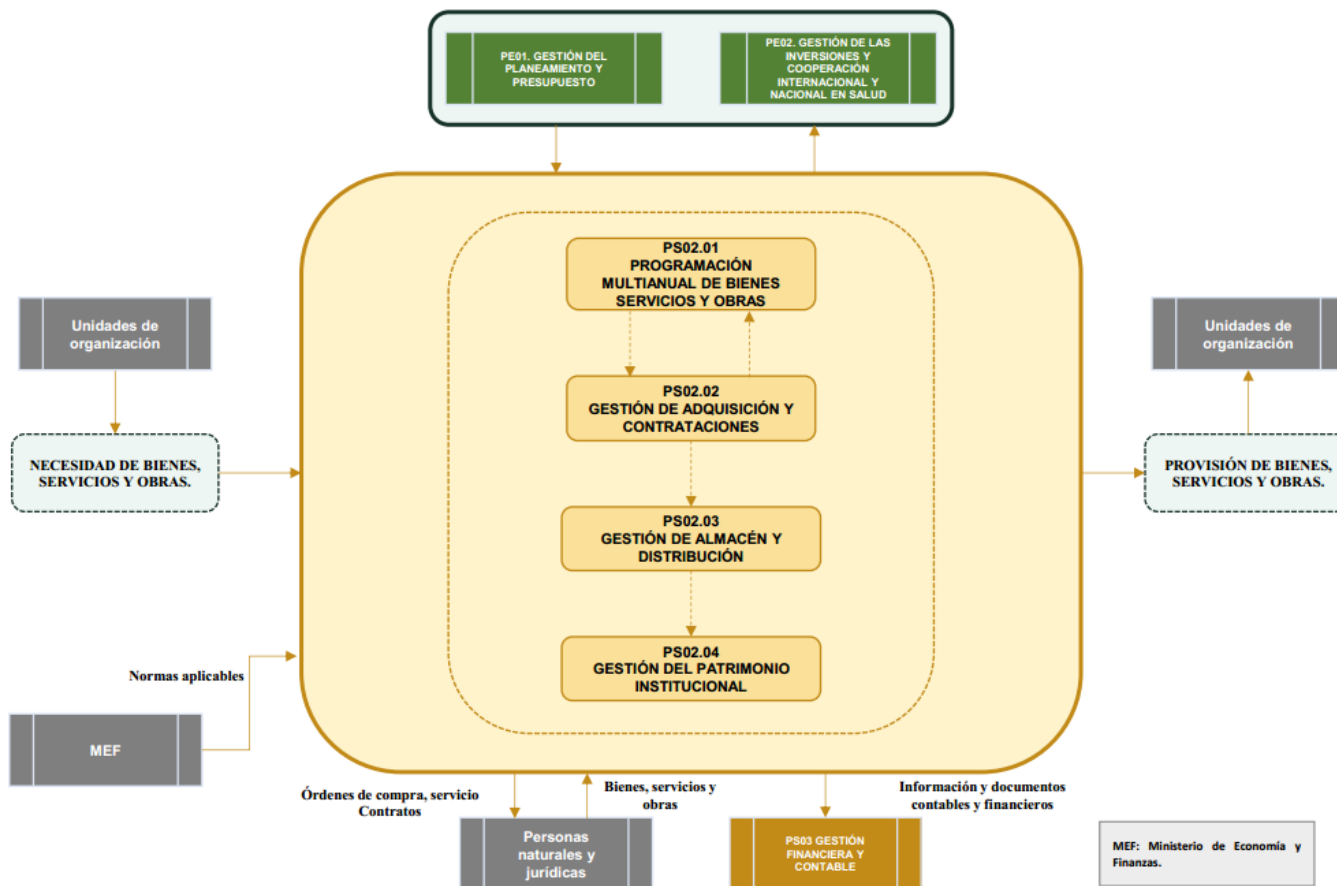 PE01. GESTIÓN DEL
PLANEAMIENTO Y
PRESUPUESTO
PE02. GESTIÓN DE LAS
INVERSIONES Y
COOPERACIÓN
INTERNACIONAL Y
NACIONAL EN SALUD
PS02.01
PROGRAMACIÓN
MULTIANUAL DE BIENES
SERVICIOS Y OBRAS
Unidades de
organización
Unidades de
organización
PS02.02
GESTIÓN DE ADQUISICIÓN Y
CONTRATACIONES
NECESIDAD DE BIENES,
SERVICIOS Y OBRAS.
PROVISIÓN DE BIENES,
SERVICIOS Y OBRAS.
PS02.03
GESTIÓN DE ALMACÉN Y
DISTRIBUCIÓN
PS02.04
GESTIÓN DEL PATRIMONIO
INSTITUCIONAL
Normas aplicables
MEF
Órdenes de compra, servicio
Contratos
Bienes, servicios y
obras
Información y documentos
contables y financieros
Personas
naturales y
jurídicas
PS03 GESTIÓN
FINANCIERA Y
CONTABLE
MEF: Ministerio de Economía y
Finanzas.